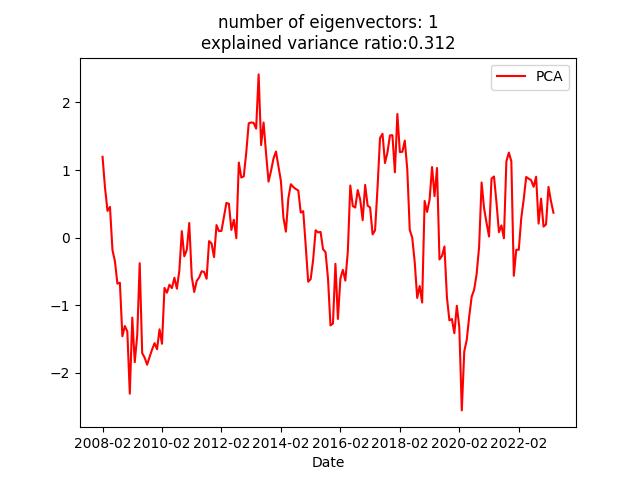 number of eigenvectors: 1
explained variance ratio:0.312
PCA
2
1
0
−1
−2
2008-02 2010-02 2012-02 2014-02 2016-02 2018-02 2020-02 2022-02
Date